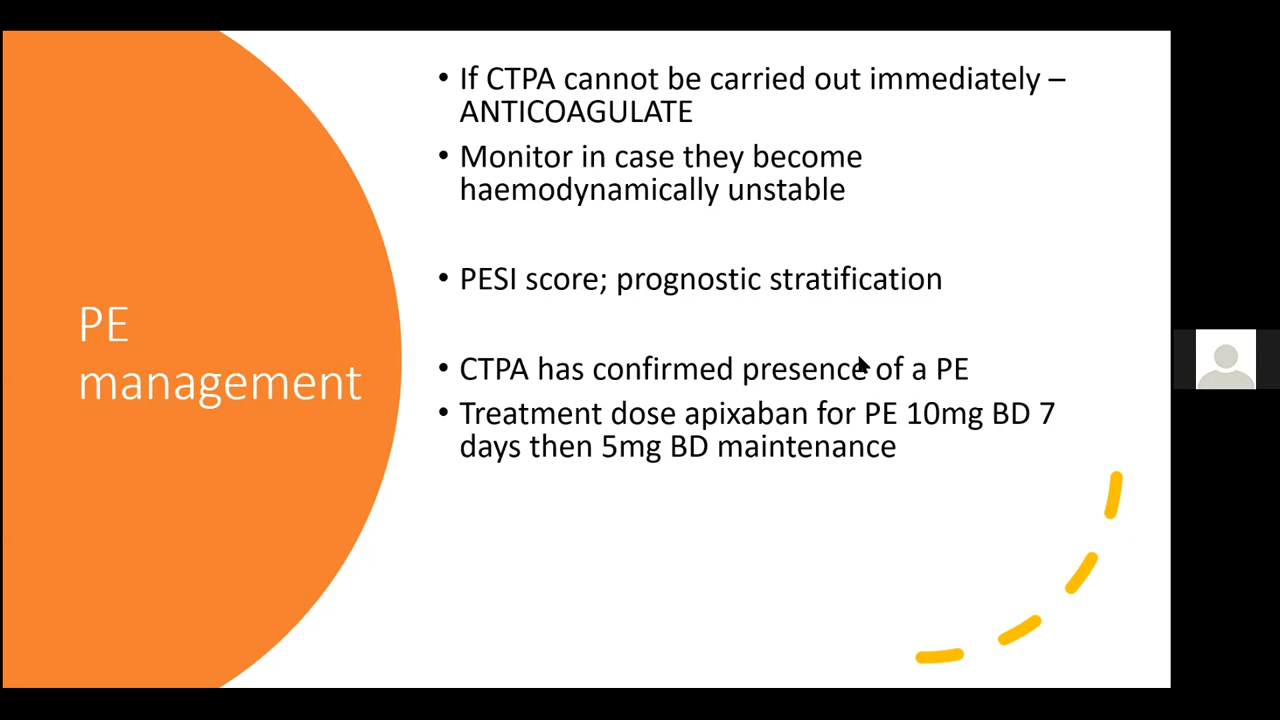 PE
management
• If CTPA cannot be carried out immediately –
ANTICOAGULATE
• Monitor in case they become
haemodynamically unstable
• PESI score; prognostic stratification
• CTPA has confirmed presence of a PE
• Treatment dose apixaban for PE 10mg BD 7
days then 5mg BD maintenance